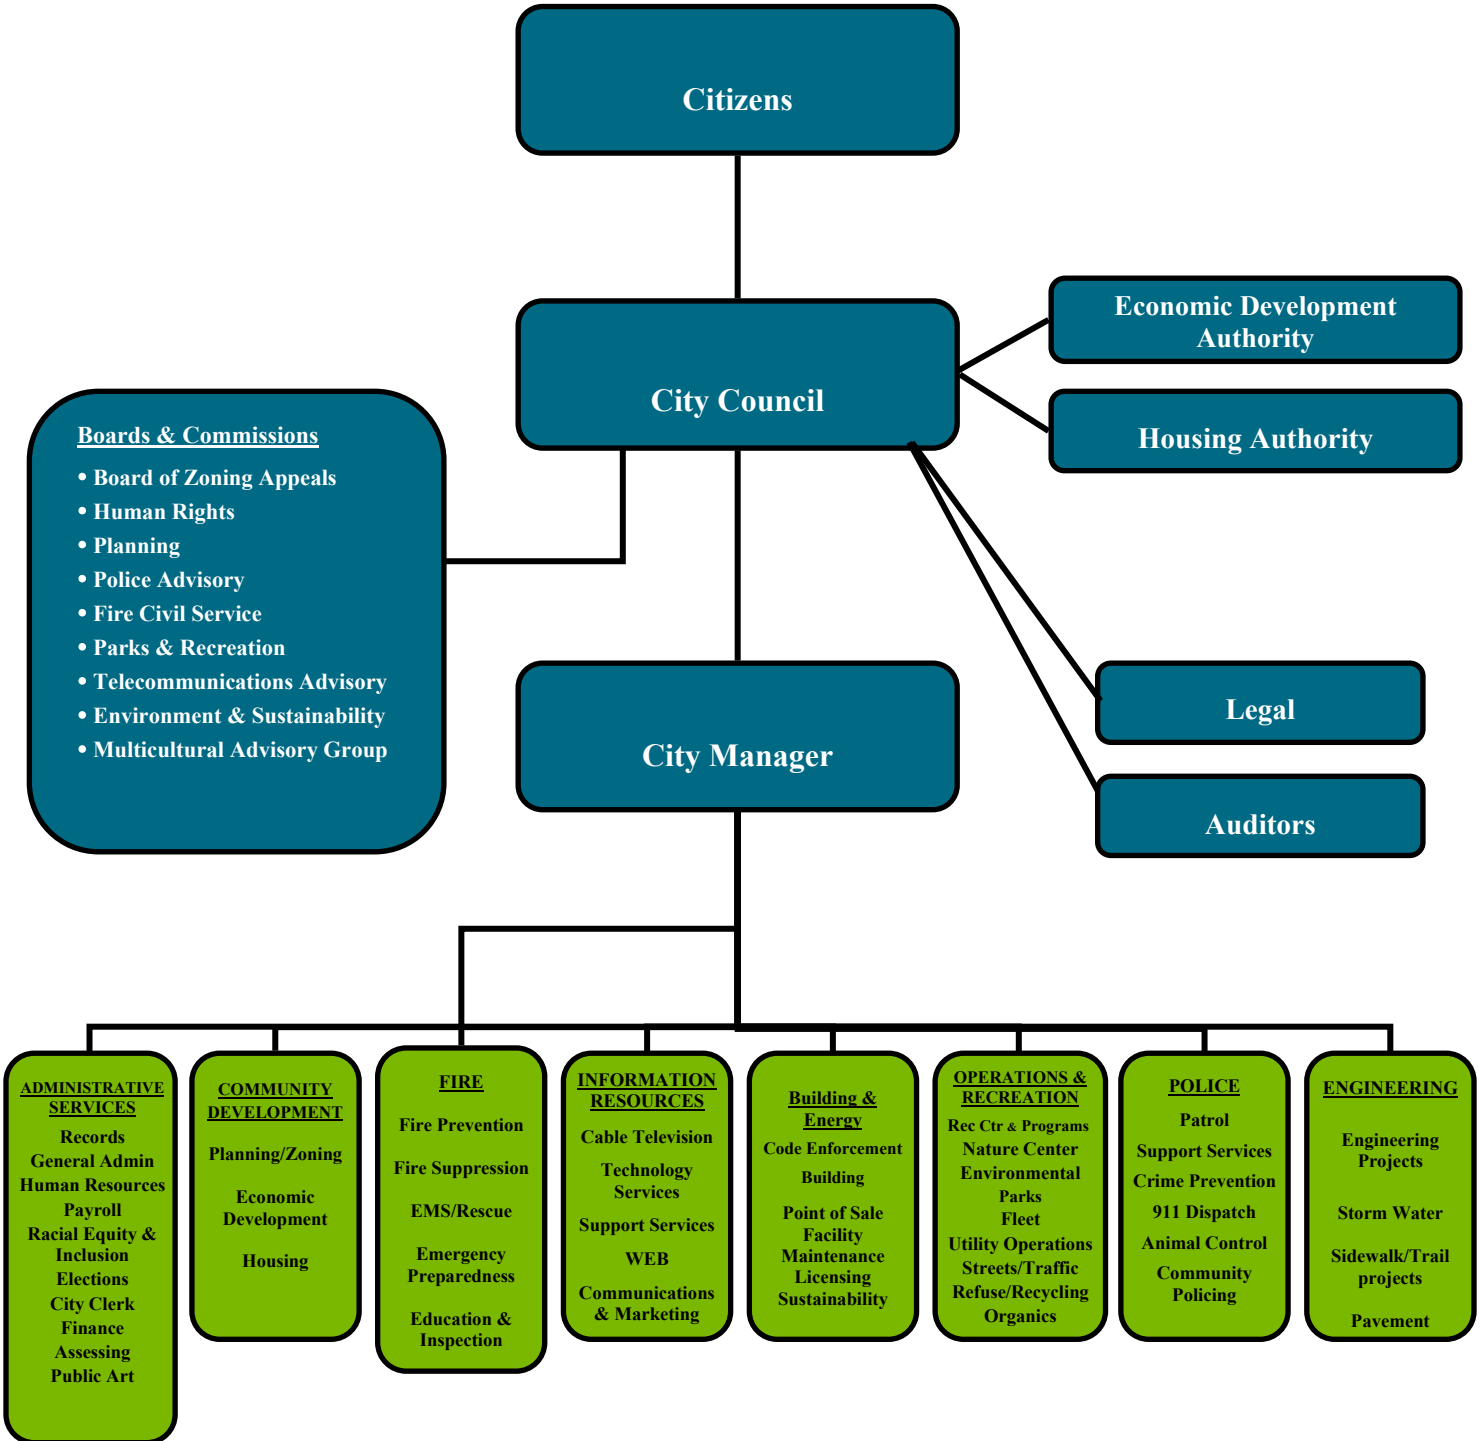 Citizens
Economic Development
Authority
City Council
Housing Authority
Boards & Commissions
• Board of Zoning Appeals
• Human Rights
• Planning
• Police Advisory
• Fire Civil Service
• Parks & Recreation
• Telecommunications Advisory
• Environment & Sustainability
• Multicultural Advisory Group
City Manager
Legal
Auditors
ADMINISTRATIVE
SERVICES
Records
General Admin
Human Resources
Payroll
Racial Equity &
Inclusion
Elections
City Clerk
Finance
Assessing
Public Art
COMMUNITY
DEVELOPMENT
Planning/Zoning
Economic
Development
Housing
FIRE
Fire Prevention
Fire Suppression
EMS/Rescue
Emergency
Preparedness
Education &
Inspection
INFORMATION
RESOURCES
Cable Television
Technology
Services
Support Services
WEB
Communications
& Marketing
Building &
Energy
Code Enforcement
Building
Point of Sale
Facility
Maintenance
Licensing
Sustainability
OPERATIONS &
RECREATION
Rec Ctr & Programs
Nature Center
Environmental
Parks
Fleet
Utility Operations
Streets/Traffic
Refuse/Recycling
Organics
POLICE
Patrol
Support Services
Crime Prevention
911 Dispatch
Animal Control
Community
Policing
ENGINEERING
Engineering
Projects
Storm Water
Sidewalk/Trail
projects
Pavement